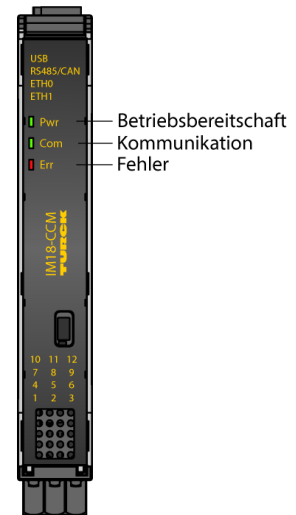 USB
RS485/CAN
ETH0
ETH1
Pwr Betriebsbereitschaft
Com Kommunikation
Err Fehler
IM18-CCM
TURCK
10 11 12
7 8 9
4 5 6
1 2 3